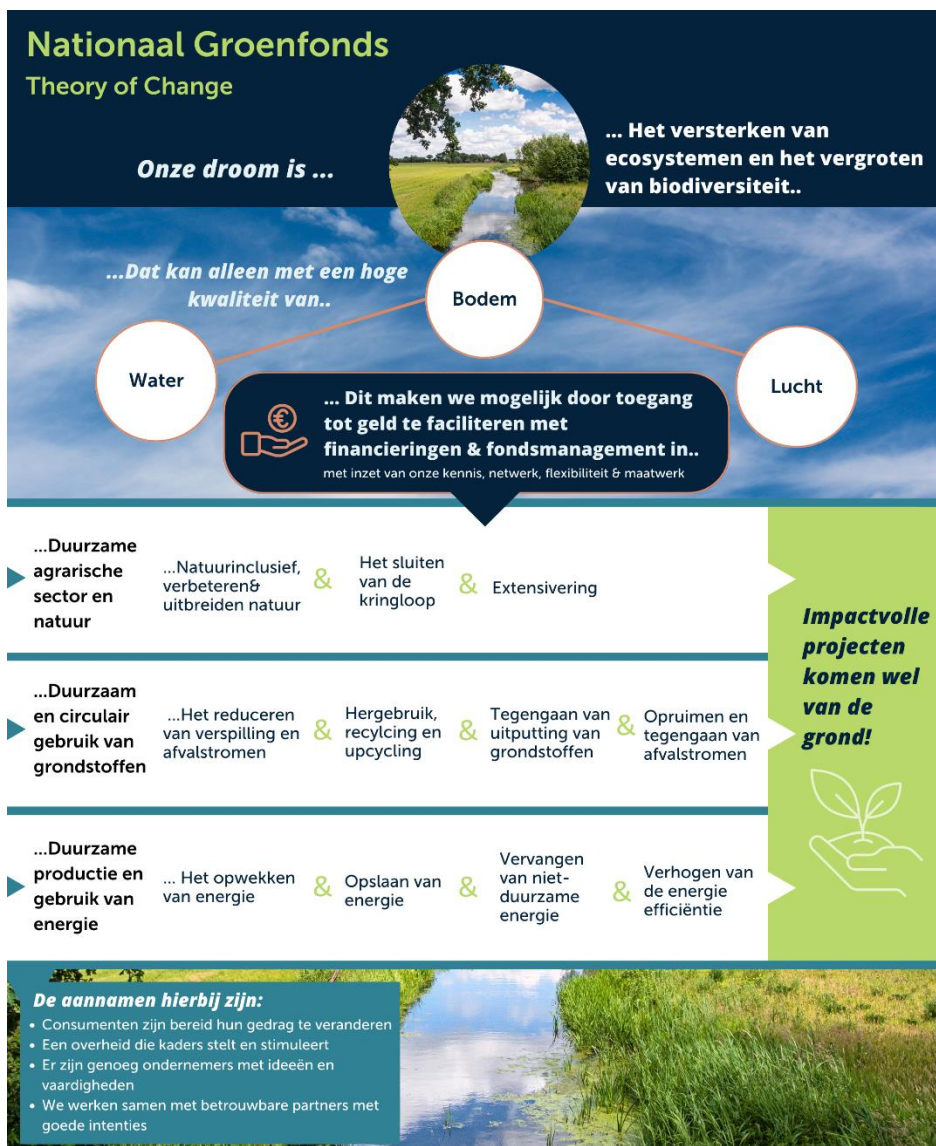 Nationaal Groenfonds
Theory of Change
Onze droom is ...
... Het versterken van
ecosystemen en het vergroten
van biodiversiteit..
...Dat kan alleen met een hoge
kwaliteit van..
Bodem
Water
Lucht
... Dit maken we mogelijk door toegang
tot geld te faciliteren met
financieringen & fondsmanagement in..
met inzet van onze kennis, netwerk, flexibiliteit & maatwerk
€
...Duurzame
agrarische
sector en
natuur
...Natuurinclusief,
verbeteren&
uitbreiden natuur
&
Het sluiten
van de
kringloop
&
Extensivering
...Duurzaam
en circulair
gebruik van
grondstoffen
...Het reduceren
van verspilling en
afvalstromen
&
Hergebruik,
recylcing en
upcycling
&
Tegengaan van
uitputting van
grondstoffen
&
Opruimen en
tegengaan van
afvalstromen
...Duurzame
productie en
gebruik van
energie
... Het opwekken
van energie
&
Opslaan van
energie
&
Vervangen
van niet-
duurzame
energie
&
Verhogen van
de energie
efficiëntie
Impactvolle
projecten
komen wel
van de
grond!
De aannamen hierbij zijn:
• Consumenten zijn bereid hun gedrag te veranderen
• Een overheid die kaders stelt en stimuleert
• Er zijn genoeg ondernemers met ideeën en
vaardigheden
• We werken samen met betrouwbare partners met
goede intenties